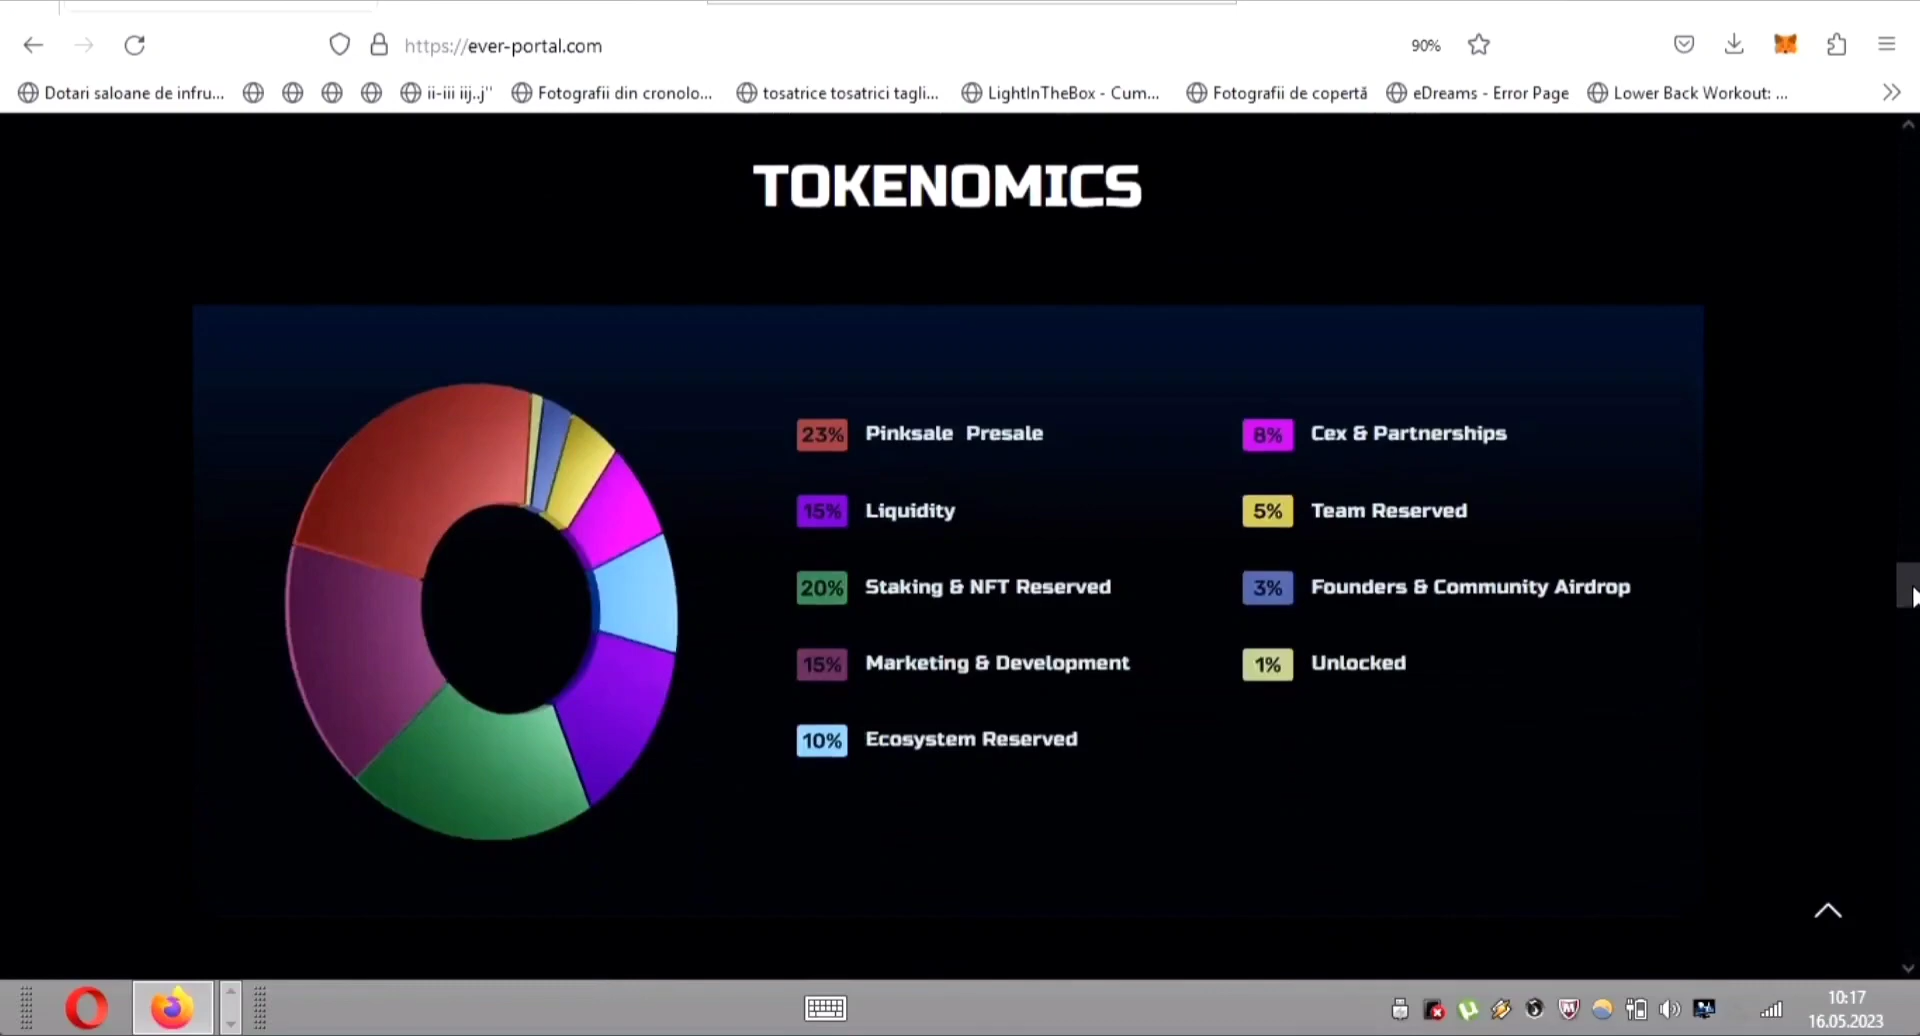 https://ever-portal.com
90%
Dotari saloane de infru...
ii-iii iij..j''
Fotografii din cronolo...
tosatrice tosatrici tagli...
LightInTheBox - Cum...
Fotografii de copertă
eDreams - Error Page
Lower Back Workout: ...
TOKENOMICS
23% Pinksale Presale
15% Liquidity
20% Staking & NFT Reserved
15% Marketing & Development
10% Ecosystem Reserved
8% Cex & Partnerships
5% Team Reserved
3% Founders & Community Airdrop
1% Unlocked
10:17
16.05.2023